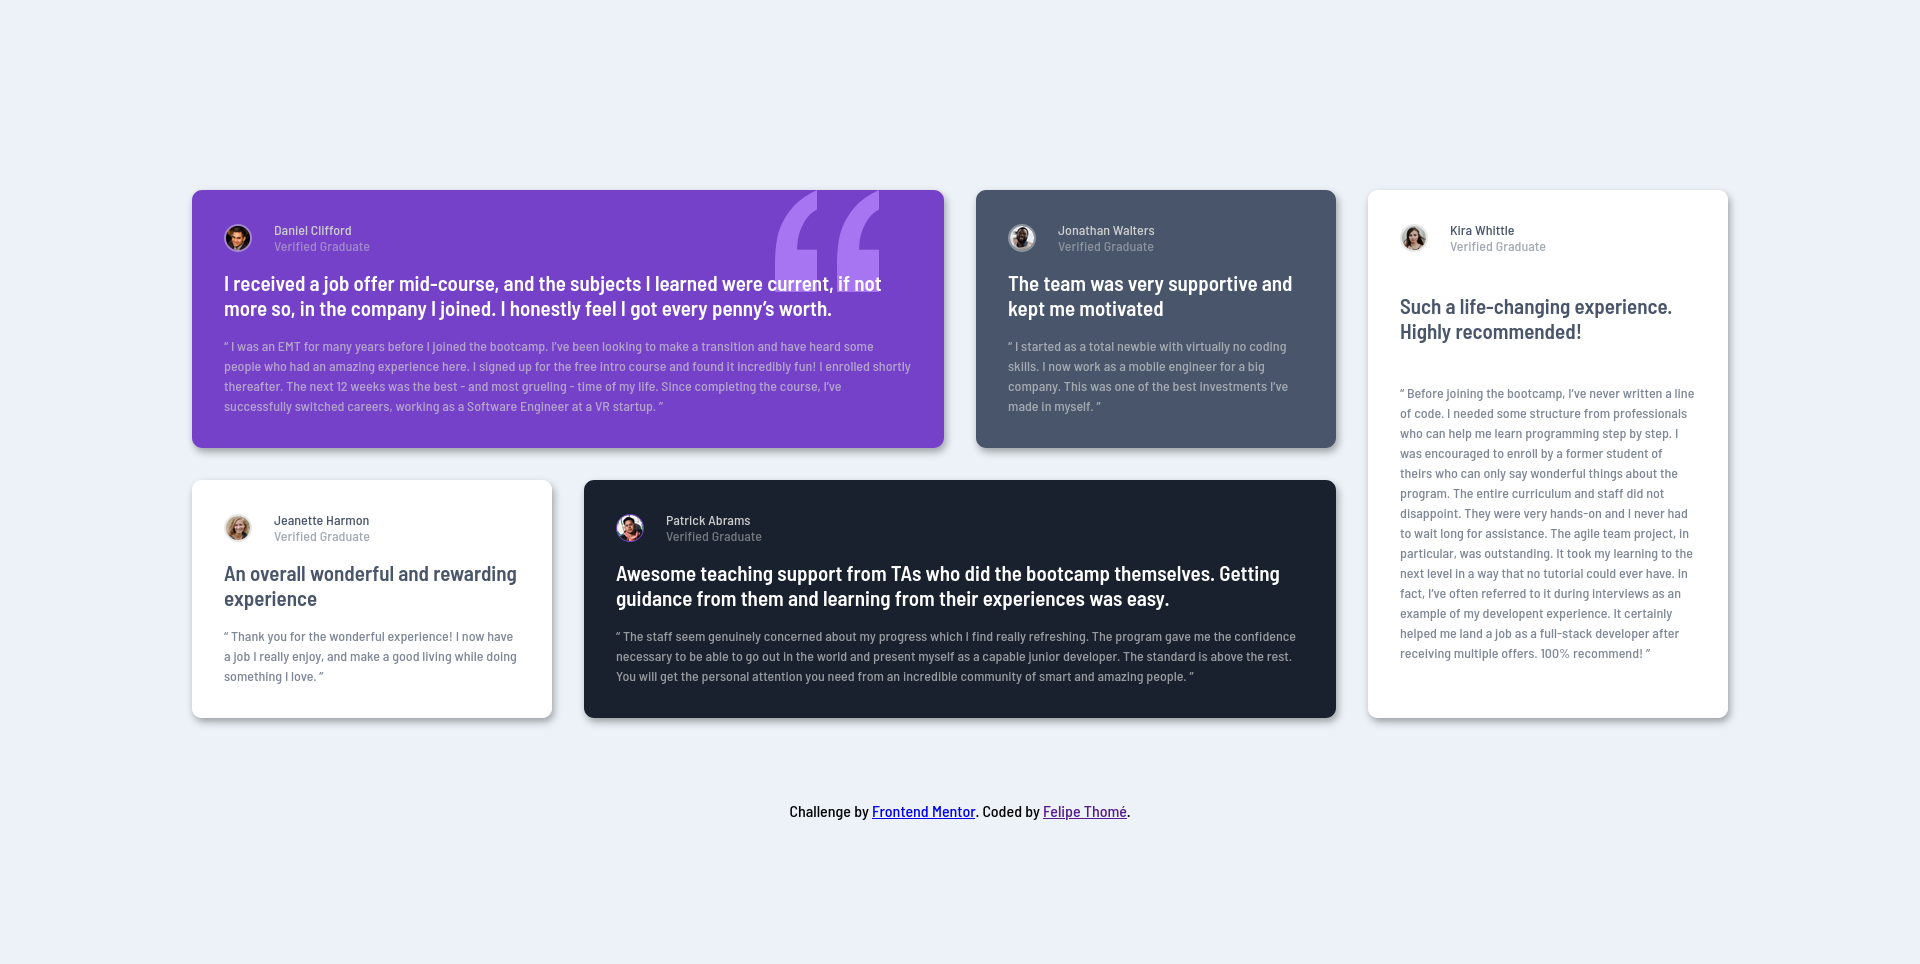 Daniel Clifford
Verified Graduate
I received a job offer mid-course, and the subjects I learned were current, if not
more so, in the company I joined. I honestly feel I got every penny’s worth.
“ I was an EMT for many years before I joined the bootcamp. I’ve been looking to make a transition and have heard some
people who had an amazing experience here. I signed up for the free intro course and found it incredibly fun! I enrolled shortly
thereafter. The next 12 weeks was the best - and most grueling - time of my life. Since completing the course, I’ve
successfully switched careers, working as a Software Engineer at a VR startup. ”
Jonathan Walters
Verified Graduate
The team was very supportive and
kept me motivated
“ I started as a total newbie with virtually no coding
skills. I now work as a mobile engineer for a big
company. This was one of the best investments I’ve
made in myself. ”
Kira Whittle
Verified Graduate
Such a life-changing experience.
Highly recommended!
“ Before joining the bootcamp, I’ve never written a line
of code. I needed some structure from professionals
who can help me learn programming step by step. I
was encouraged to enroll by a former student of
theirs who can only say wonderful things about the
program. The entire curriculum and staff did not
disappoint. They were very hands-on and I never had
to wait long for assistance. The agile team project, in
particular, was outstanding. It took my learning to the
next level in a way that no tutorial could ever have. In
fact, I’ve often referred to it during interviews as an
example of my developent experience. It certainly
helped me land a job as a full-stack developer after
receiving multiple offers. 100% recommend! ”
Jeanette Harmon
Verified Graduate
An overall wonderful and rewarding
experience
“ Thank you for the wonderful experience! I now have
a job I really enjoy, and make a good living while doing
something I love. ”
Patrick Abrams
Verified Graduate
Awesome teaching support from TAs who did the bootcamp themselves. Getting
guidance from them and learning from their experiences was easy.
“ The staff seem genuinely concerned about my progress which I find really refreshing. The program gave me the confidence
necessary to be able to go out in the world and present myself as a capable junior developer. The standard is above the rest.
You will get the personal attention you need from an incredible community of smart and amazing people. ”
Challenge by Frontend Mentor. Coded by Felipe Thomé.